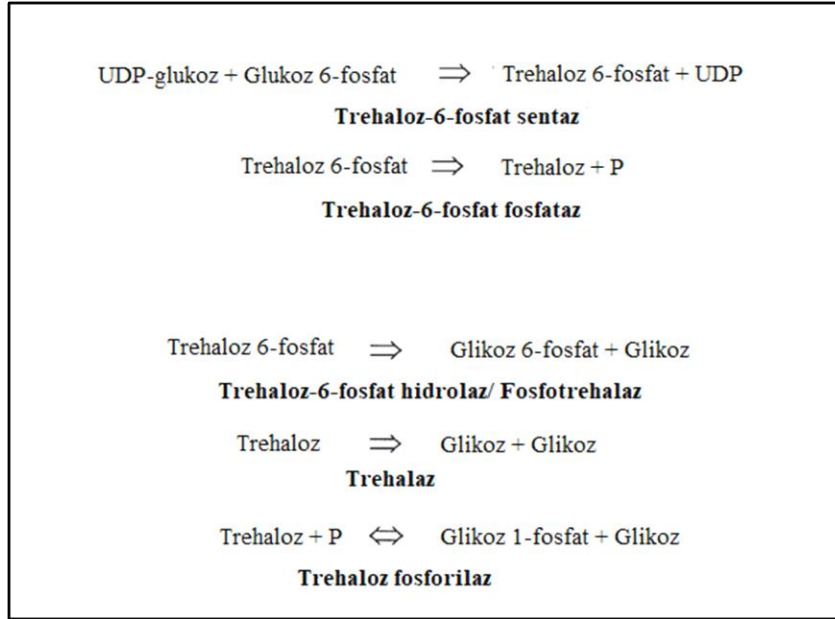 UDP-glukoz + Glukoz 6-fosfat ⇒ Trehaloz 6-fosfat + UDP
Trehaloz-6-fosfat sentaz
Trehaloz 6-fosfat ⇒ Trehaloz + P
Trehaloz-6-fosfat fosfataz
Trehaloz 6-fosfat ⇒ Glikoz 6-fosfat + Glikoz
Trehaloz-6-fosfat hidrolaz/ Fosfotrehalaz
Trehaloz ⇒ Glikoz + Glikoz
Trehalaz
Trehaloz + P ⇔ Glikoz 1-fosfat + Glikoz
Trehaloz fosforilaz